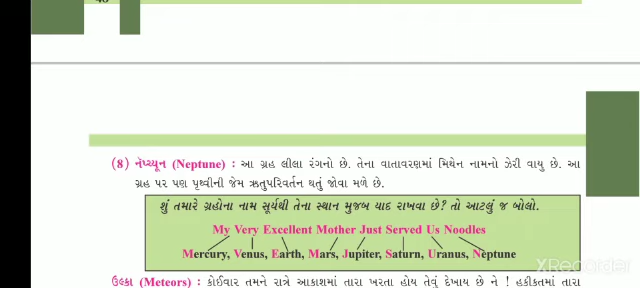 48
(8) નેપ્ચ્યૂન (Neptune) : આ ગ્રહ લીલા રંગનો છે. તેના વાતાવરણમાં મિથેન નામનો ઝેરી વાયુ છે. આ
ગ્રહ પર પણ પૃથ્વીની જેમ ઋતુપરિવર્તન થતું જોવા મળે છે.
શું તમારે ગ્રહોના નામ સૂર્યથી તેના સ્થાન મુજબ યાદ રાખવા છે? તો આટલું જ બોલો.
My Very Excellent Mother Just Served Us Noodles
Mercury, Venus, Earth, Mars, Jupiter, Saturn, Uranus, Neptune
ઉલ્કા (Meteors) : કોઈવાર તમને રાત્રે આકાશમાં તારા ખરતા હોય તેવું દેખાય છે ને ! હકીકતમાં તારા
XRecorder